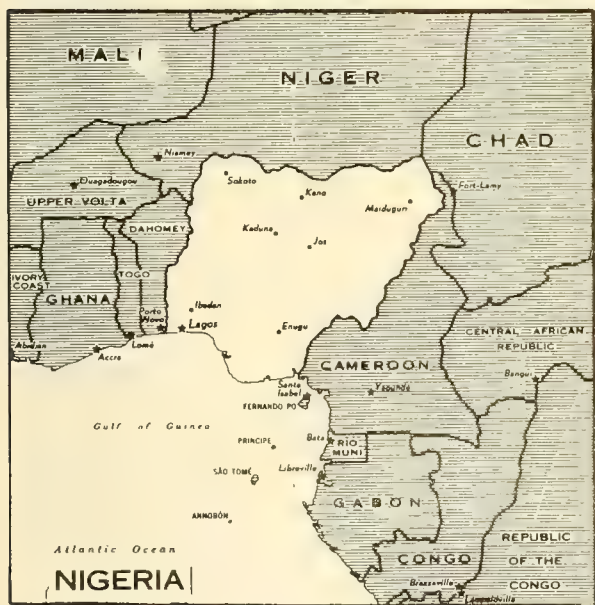 MALI
NIGER
CHAD
Niamey
Sokoto
Kano
Maiduguri
Fort-Lamy
Ouagadougou
UPPER VOLTA
Kaduna
Jos
DAHOMEY
IVORY
COAST
GHANA
TOGO
Ibadan
Porto
Novo
Lagos
Enugu
CENTRAL AFRICAN
REPUBLIC
Abidjan
Accra
Lomé
CAMEROON
Bangui
Santa
Isabel
Yaoundé
FERNANDO PO
Gulf of Guinea
PRINCIPE
Bata
RIO
MUNI
SÃO TOMÉ
Libreville
GABON
ANNOBÓN
REPUBLIC
OF THE
CONGO
CONGO
Atlantic Ocean
Brazzaville
Leopoldville
NIGERIA